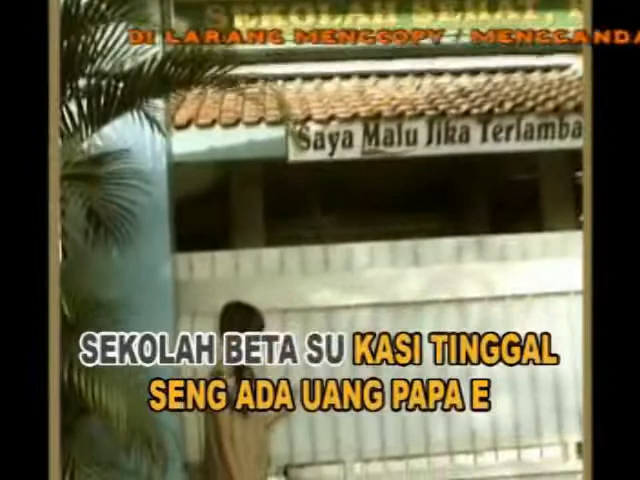 SEKOLAH
DI LARANG MENGCOPY / MENGGANDA
Saya Malu Jika Terlamba
SEKOLAH BETA SU KASI TINGGAL
SENG ADA UANG PAPA E